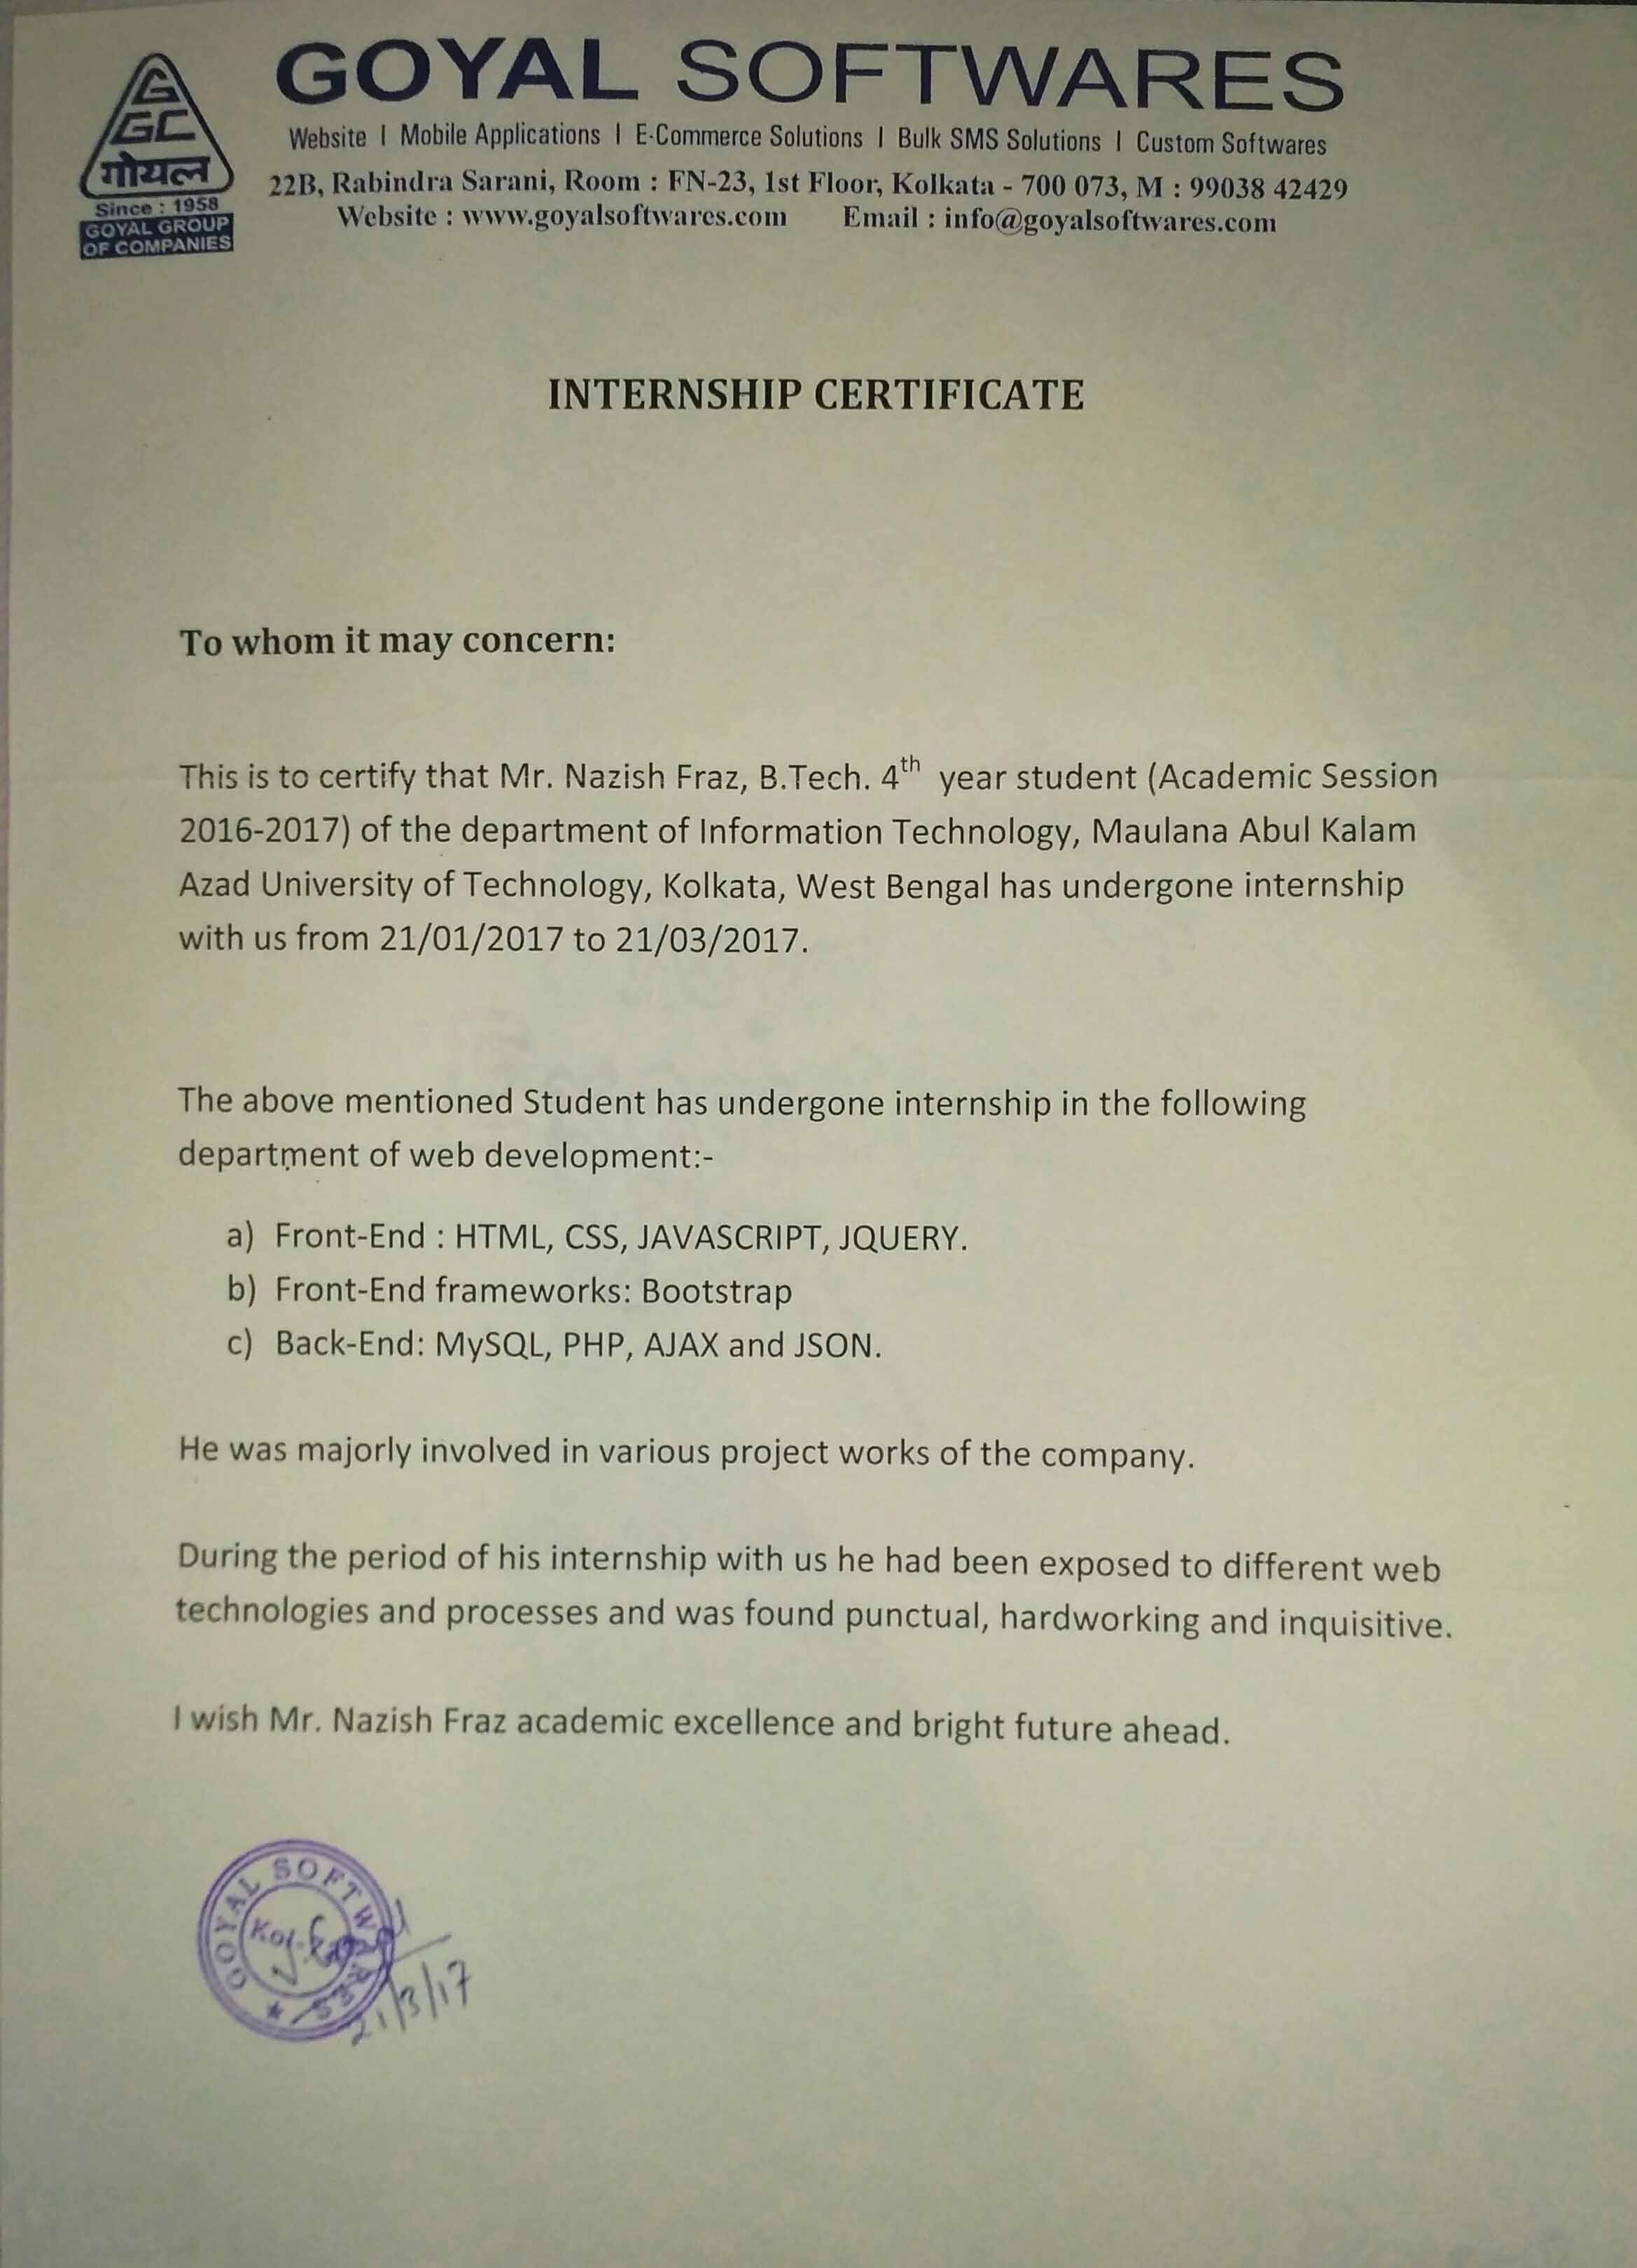 GOYAL SOFTWARES
G
GC
गोयल
Since : 1958
GOYAL GROUP
OF COMPANIES
Website | Mobile Applications | E-Commerce Solutions | Bulk SMS Solutions | Custom Softwares
22B, Rabindra Sarani, Room : FN-23, 1st Floor, Kolkata - 700 073, M : 99038 42429
Website : www.goyalsoftwares.com Email : info@goyalsoftwares.com
INTERNSHIP CERTIFICATE
To whom it may concern:
This is to certify that Mr. Nazish Fraz, B.Tech. 4th year student (Academic Session
2016-2017) of the department of Information Technology, Maulana Abul Kalam
Azad University of Technology, Kolkata, West Bengal has undergone internship
with us from 21/01/2017 to 21/03/2017.
The above mentioned Student has undergone internship in the following
department of web development:-
a) Front-End : HTML, CSS, JAVASCRIPT, JQUERY.
b) Front-End frameworks: Bootstrap
c) Back-End: MySQL, PHP, AJAX and JSON.
He was majorly involved in various project works of the company.
During the period of his internship with us he had been exposed to different web
technologies and processes and was found punctual, hardworking and inquisitive.
I wish Mr. Nazish Fraz academic excellence and bright future ahead.
GOYAL SOFTWARES
21/3/17